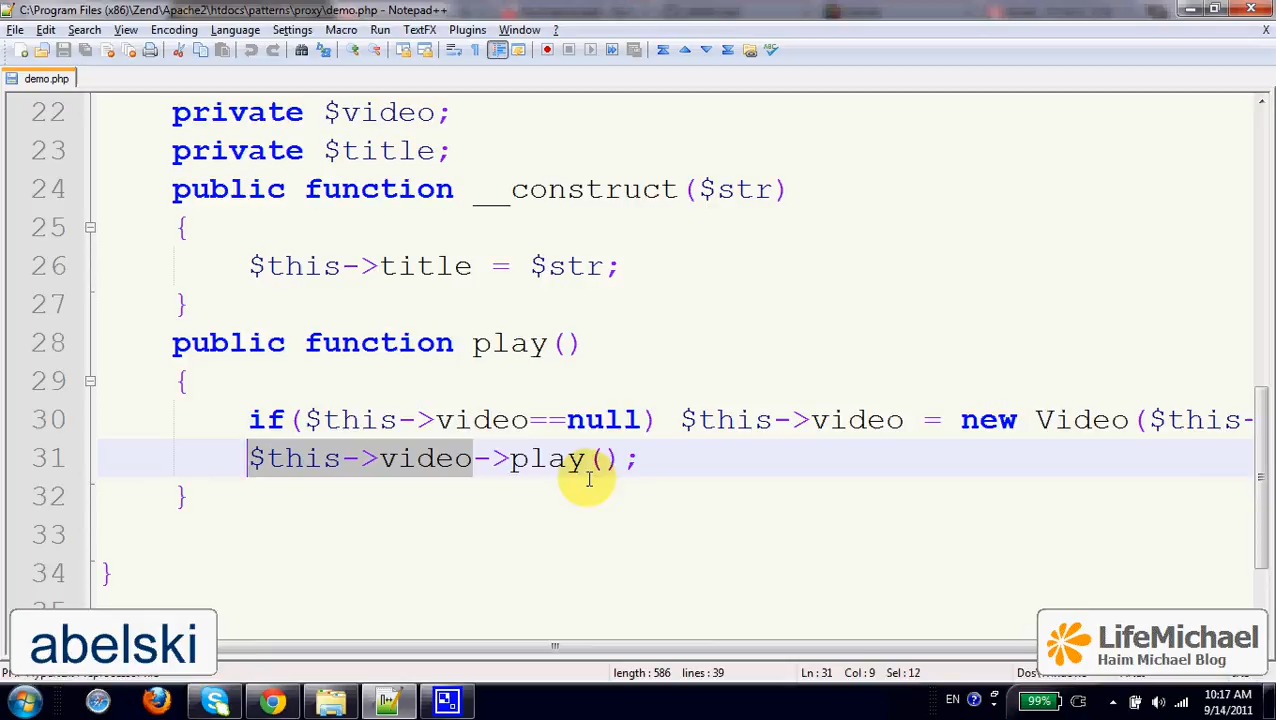 C:\Program Files (x86)\Zend\Apache2\htdocs\patterns\proxy\demo.php - Notepad++
File Edit Search View Encoding Language Settings Macro Run TextFX Plugins Window ? X
demo.php
22 private $video;
23 private $title;
24 public function __construct($str)
25 {
26 $this->title = $str;
27 }
28 public function play()
29 {
30 if($this->video==null) $this->video = new Video($this-
31 $this->video->play();
32 }
33
34 }
abelski
LifeMichael
Haim Michael Blog
length : 586 lines : 39 Ln : 31 Col : 9 Sel : 12
EN 99% 10:17 AM
9/14/2011